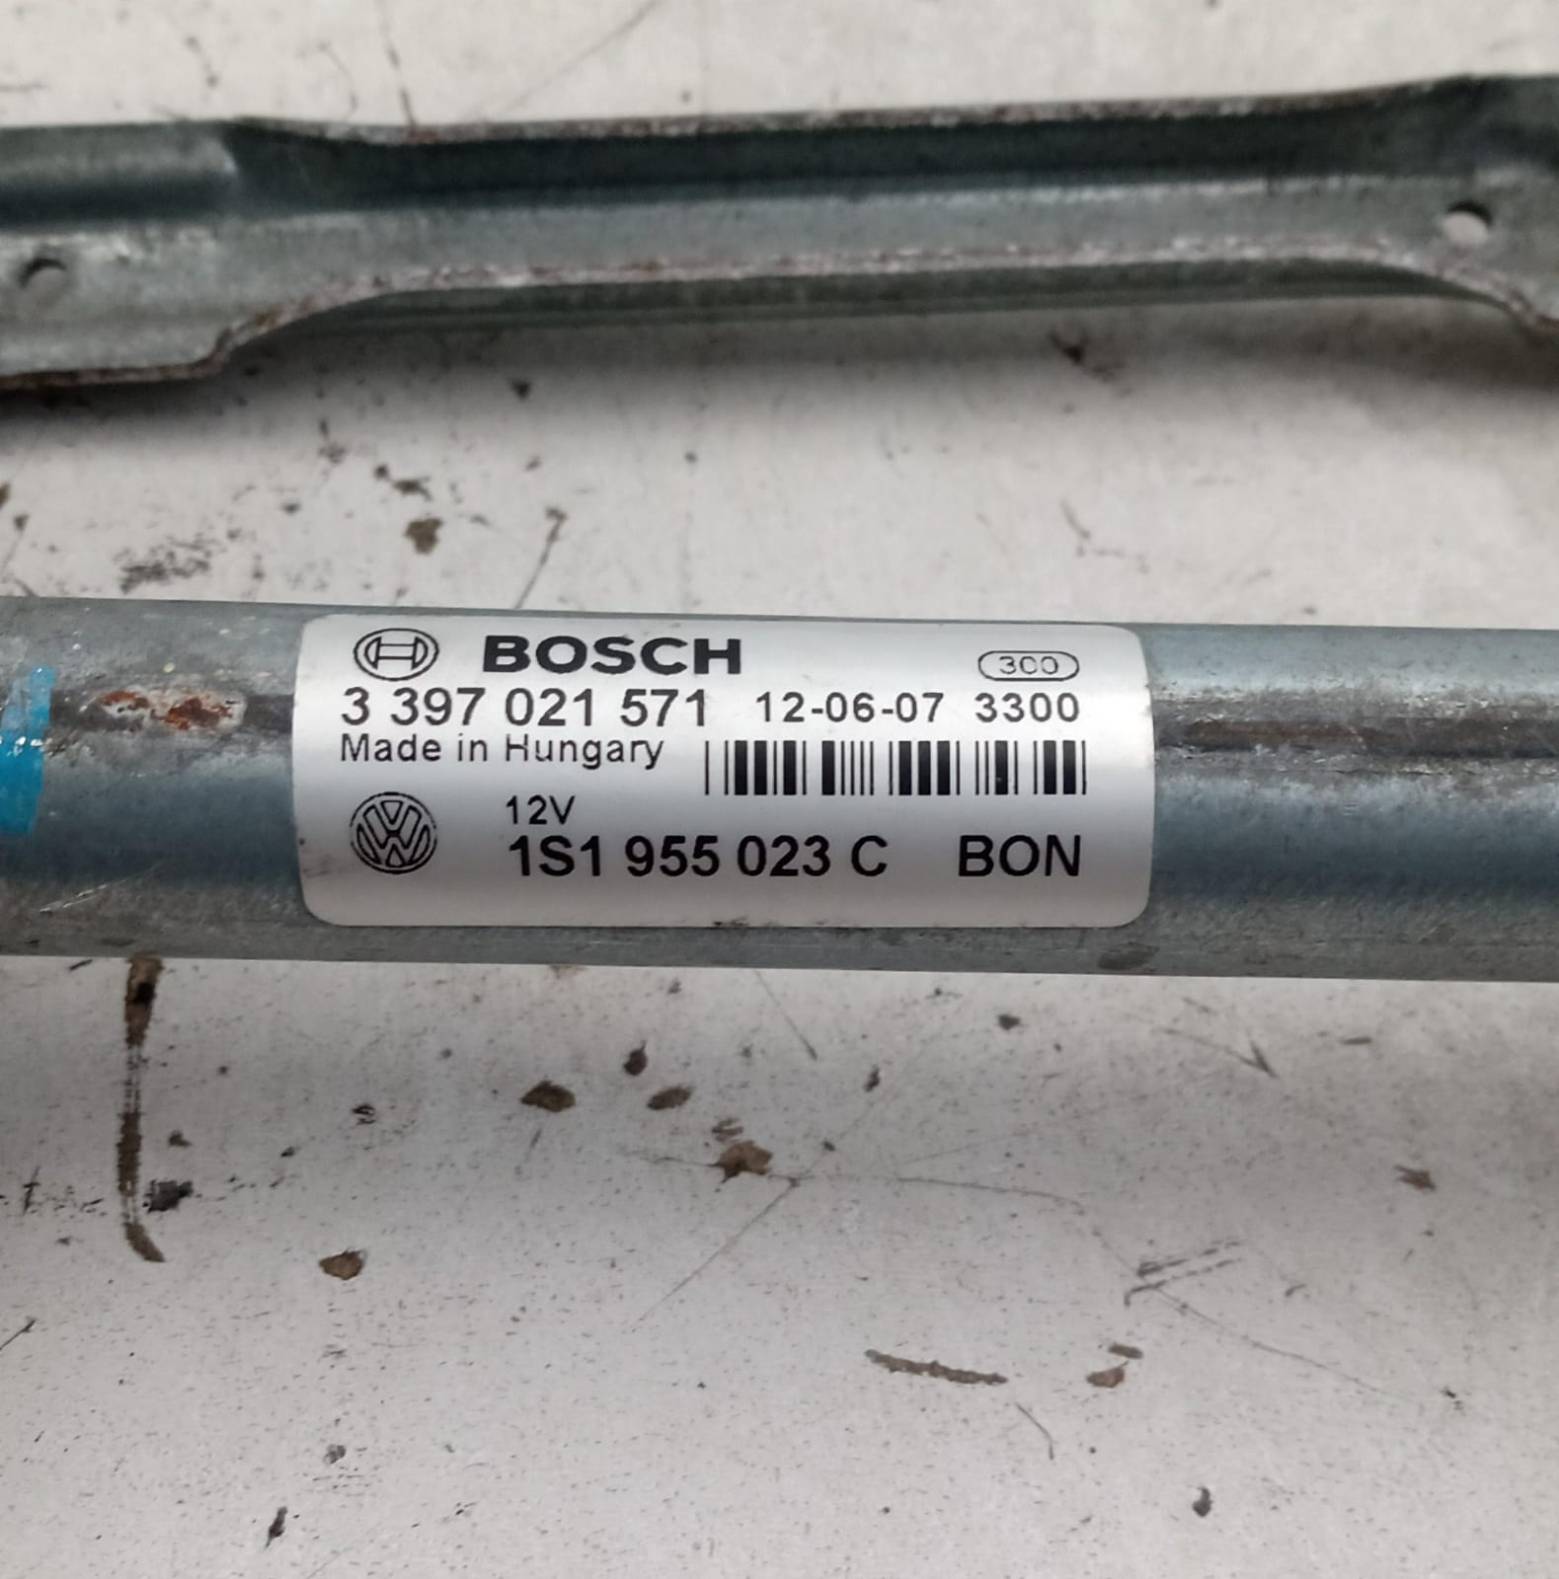 BOSCH 300
3 397 021 571 12-06-07 3300
Made in Hungary
12V
1S1 955 023 C BON